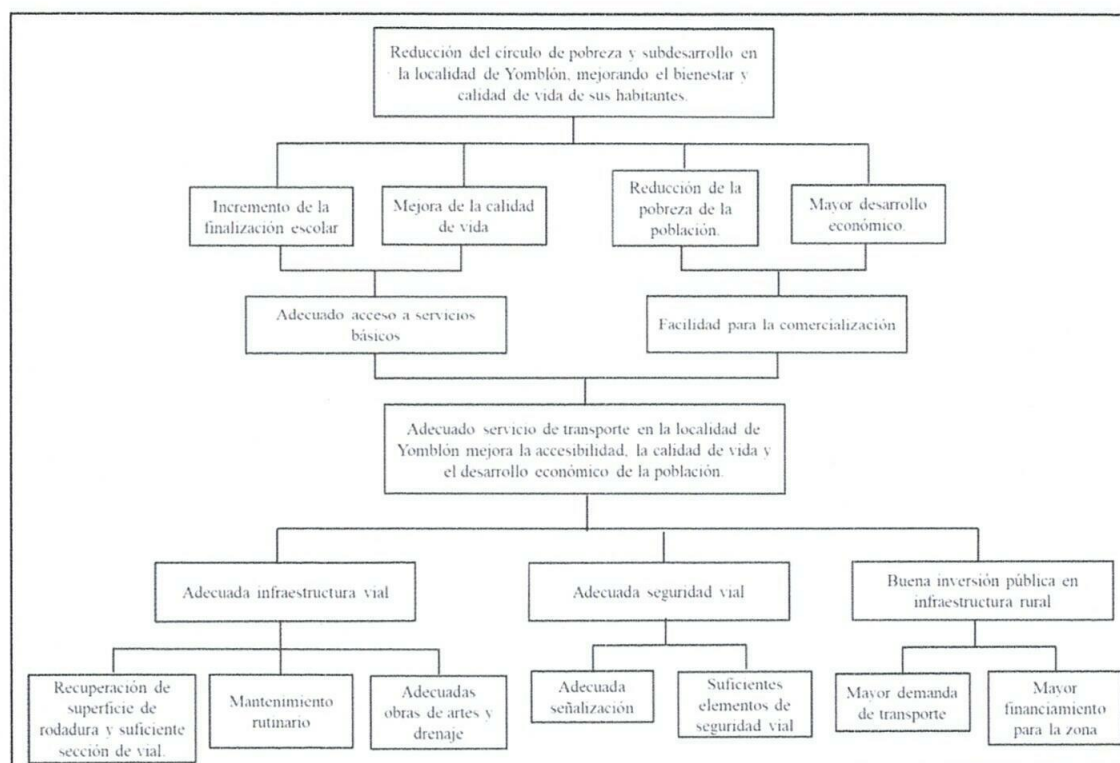 Reducción del círculo de pobreza y subdesarrollo en
la localidad de Yomblón, mejorando el bienestar y
calidad de vida de sus habitantes.
Incremento de la
finalización escolar
Mejora de la calidad
de vida
Reducción de la
pobreza de la
población.
Mayor desarrollo
económico.
Adecuado acceso a servicios
básicos
Facilidad para la comercialización
Adecuado servicio de transporte en la localidad de
Yomblón mejora la accesibilidad, la calidad de vida y
el desarrollo económico de la población.
Adecuada infraestructura vial
Adecuada seguridad vial
Buena inversión pública en
infraestructura rural
Recuperación de
superficie de
rodadura y suficiente
sección de vial.
Mantenimiento
rutinario
Adecuadas
obras de artes y
drenaje
Adecuada
señalización
Suficientes
elementos de
seguridad vial
Mayor demanda
de transporte
Mayor
financiamiento
para la zona